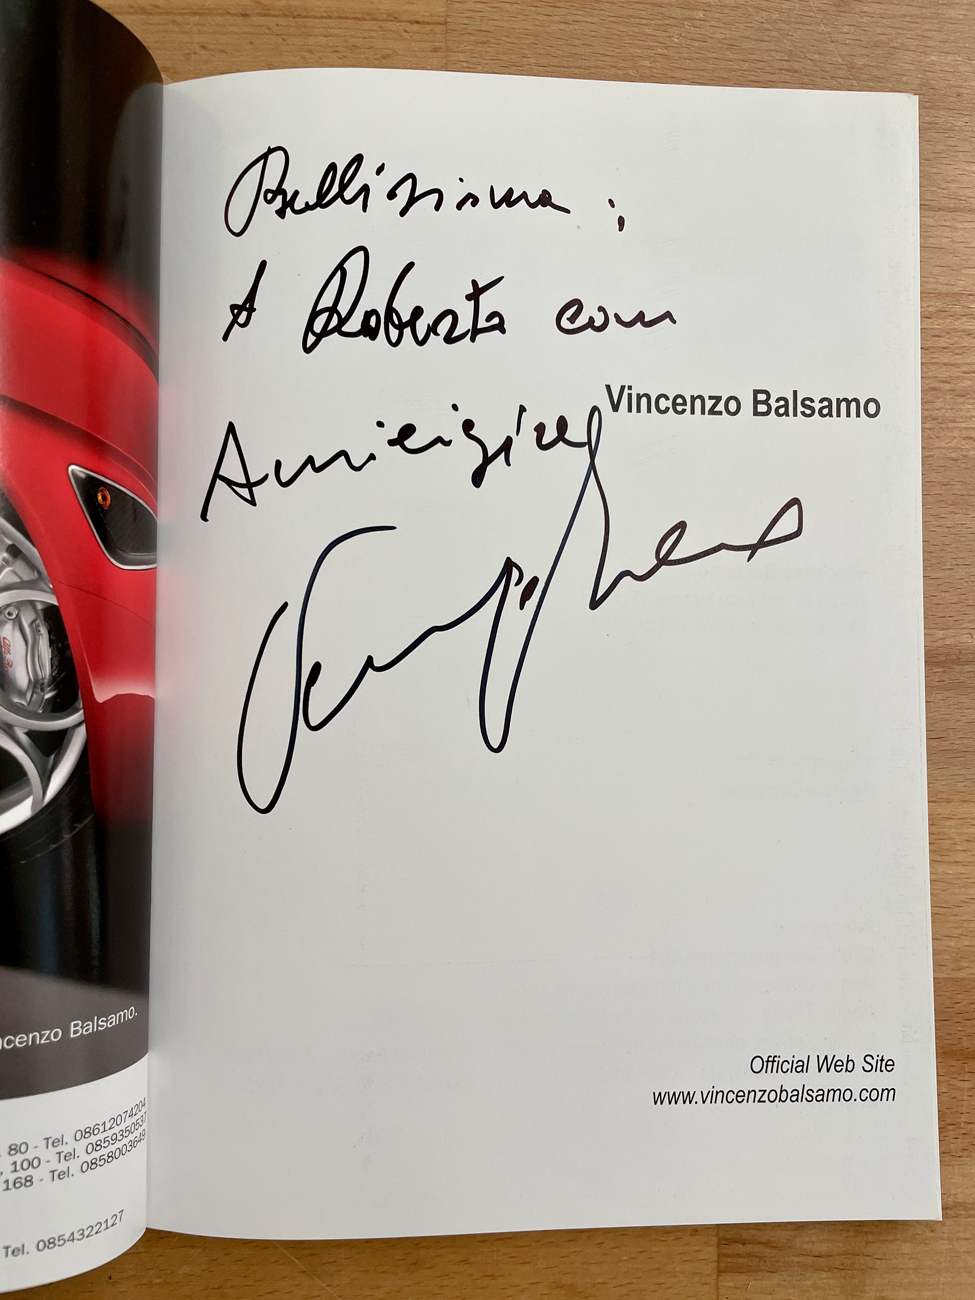 Bellissima :
A Roberta con
Vincenzo Balsamo
Amicizia
Official Web Site
www.vincenzobalsamo.com
ncenzo Balsamo.
80 - Tel. 08612074204
, 100 - Tel. 0859350537
168 - Tel. 0858003649
Tel. 0854322127